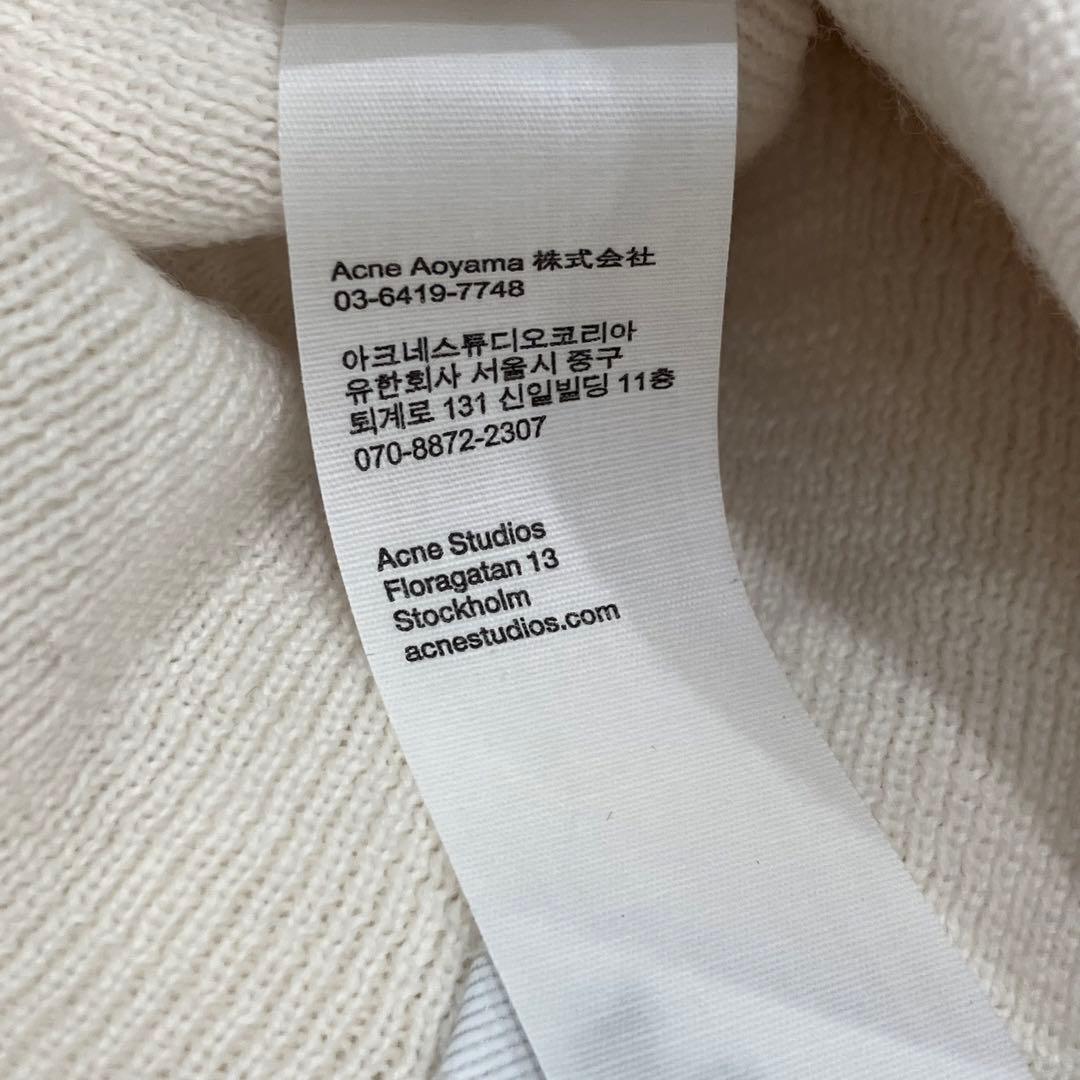 Acne Aoyama 株式会社
03-6419-7748
아크네스튜디오코리아
유한회사 서울시 중구
퇴계로 131 신일빌딩 11층
070-8872-2307
Acne Studios
Floragatan 13
Stockholm
acnestudios.com